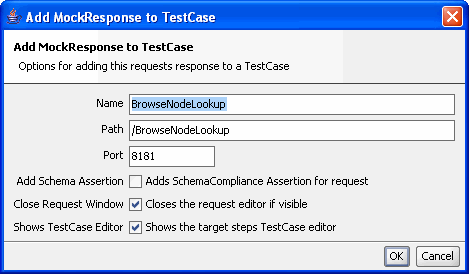 Add MockResponse to TestCase
Add MockResponse to TestCase
Options for adding this requests response to a TestCase
Name BrowseNodeLookup
Path /BrowseNodeLookup
Port 8181
Add Schema Assertion Adds SchemaCompliance Assertion for request
Close Request Window Closes the request editor if visible
Shows TestCase Editor Shows the target steps TestCase editor
OK Cancel